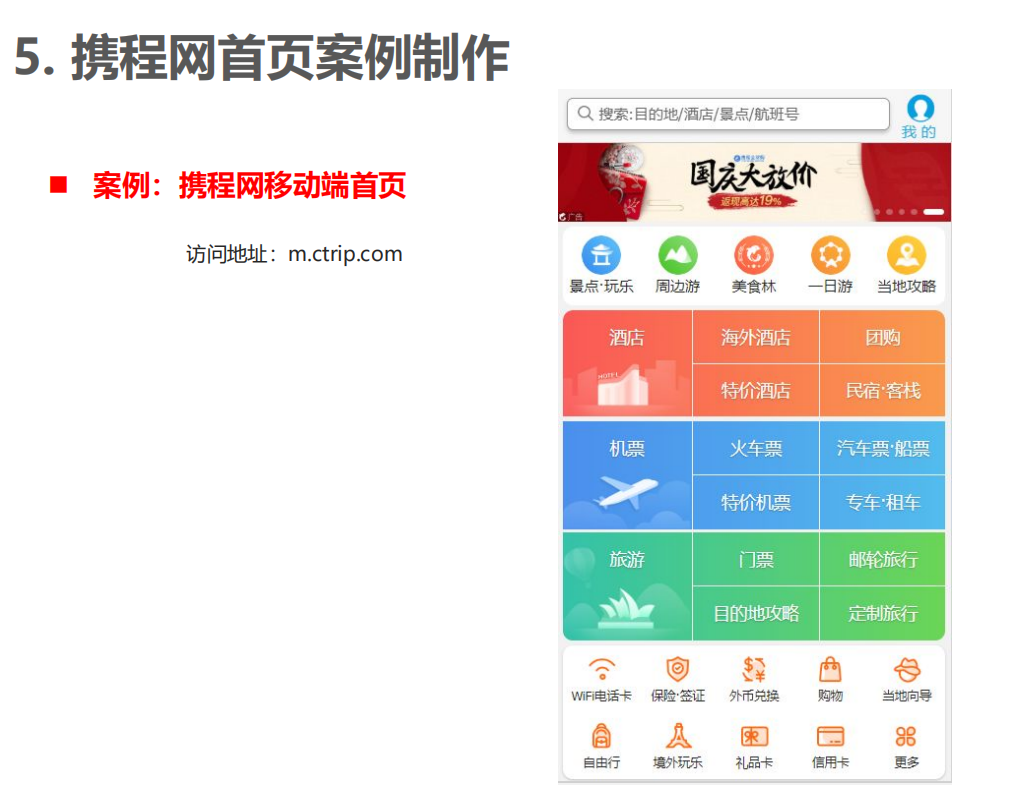 5. 携程网首页案例制作
案例：携程网移动端首页
访问地址：m.ctrip.com
搜索:目的地/酒店/景点/航班号
我的
国庆大放价
返现高达19%
广告
景点·玩乐 周边游 美食林 一日游 当地攻略
酒店 海外酒店 团购
HOTEL
特价酒店 民宿·客栈
机票 火车票 汽车票·船票
特价机票 专车·租车
旅游 门票 邮轮旅行
目的地攻略 定制旅行
WiFi电话卡 保险·签证 外币兑换 购物 当地向导
自由行 境外玩乐 礼品卡 信用卡 更多